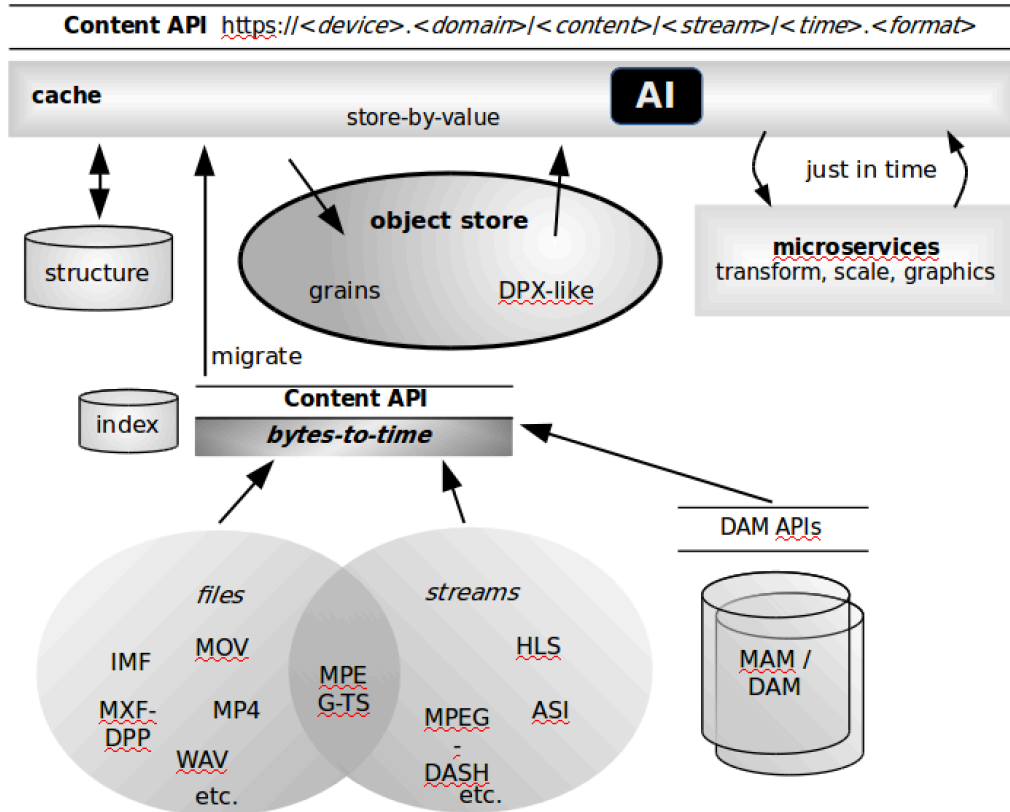 Content API https://<device>.<domain>/<content>/<stream>/<time>.<format>
cache
AI
store-by-value
just in time
object store
structure
microservices
transform, scale, graphics
grains
DPX-like
migrate
Content API
index
bytes-to-time
DAM APIs
files
streams
IMF
MOV
HLS
MPE
G-TS
MAM /
DAM
MXF-
DPP
MP4
MPEG
-
DASH
ASI
WAV
etc.
etc.